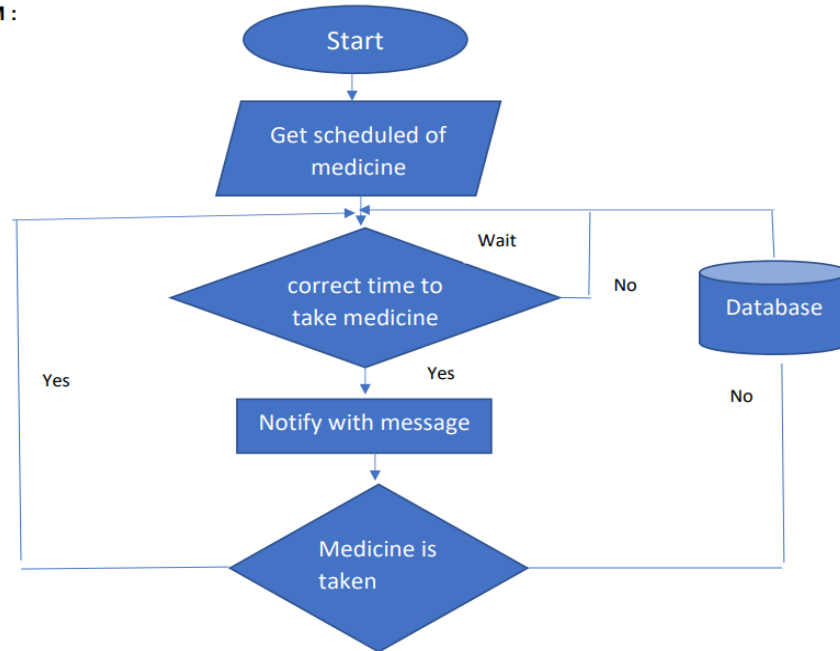 M :
Start
Get scheduled of
medicine
Wait
correct time to
take medicine
No
Database
Yes
Yes
No
Notify with message
Medicine is
taken